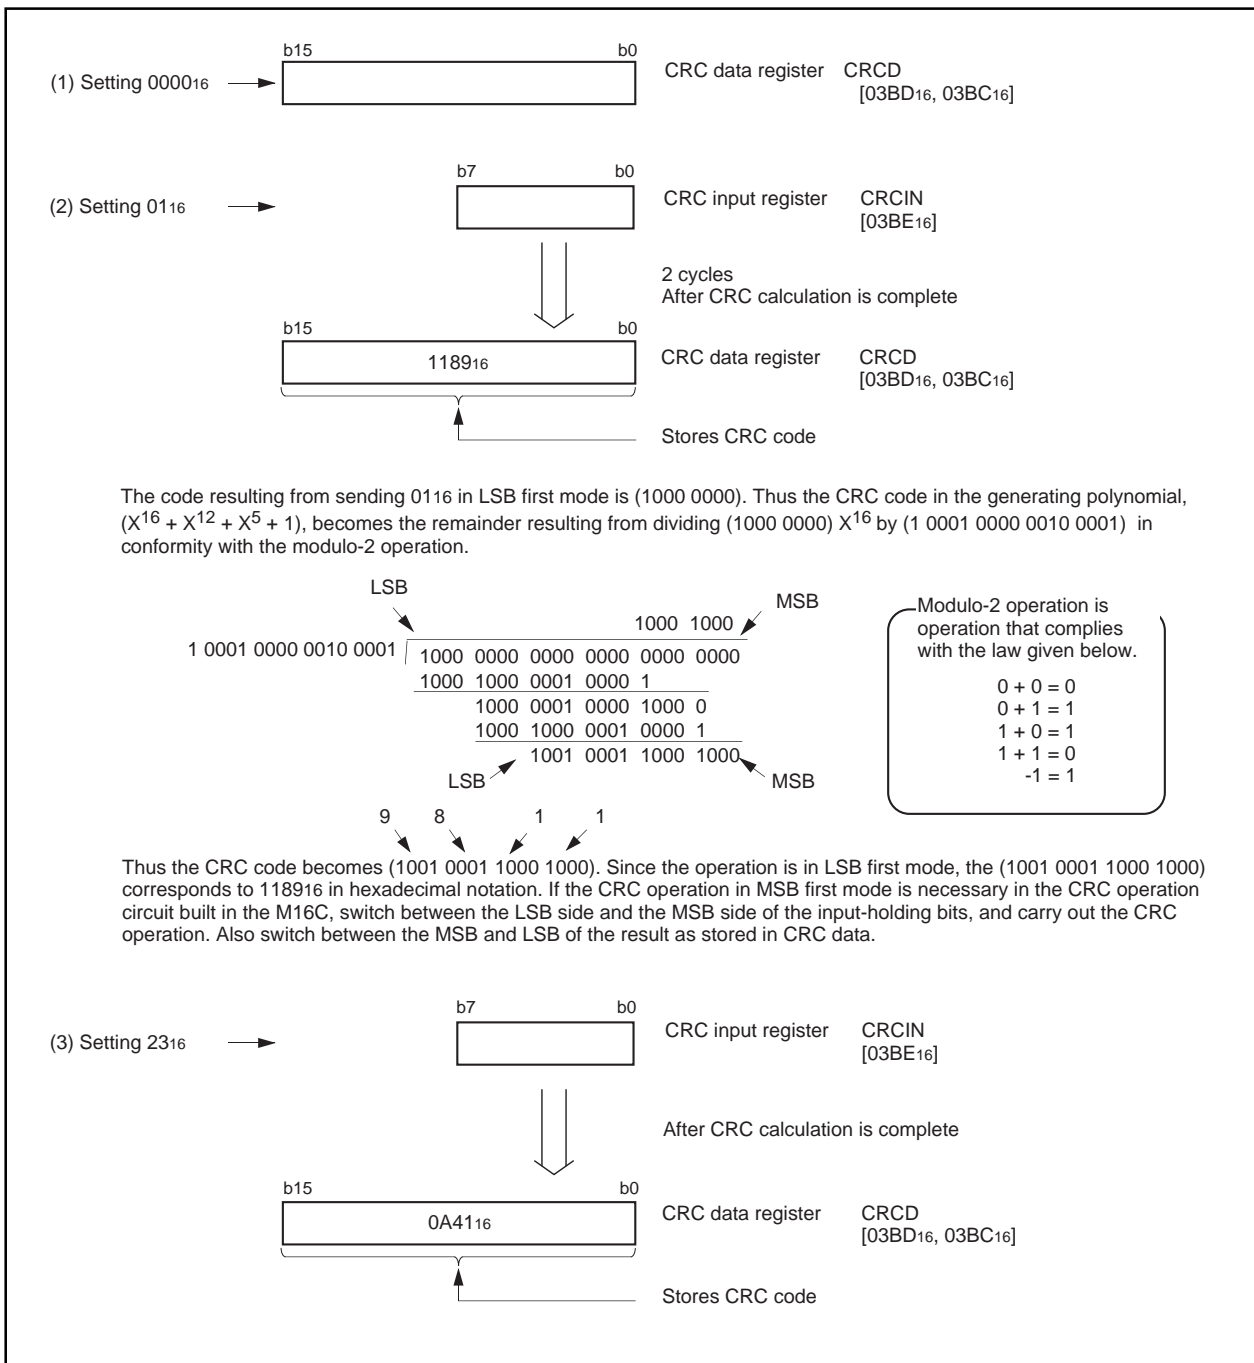 b15 b0
(1) Setting 0000₁₆
CRC data register CRCD
[03BD₁₆, 03BC₁₆]
b7 b0
(2) Setting 01₁₆
CRC input register CRCIN
[03BE₁₆]
2 cycles
After CRC calculation is complete
b15 b0
1189₁₆
CRC data register CRCD
[03BD₁₆, 03BC₁₆]
Stores CRC code
The code resulting from sending 01₁₆ in LSB first mode is (1000 0000). Thus the CRC code in the generating polynomial,
(X¹⁶ + X¹² + X⁵ + 1), becomes the remainder resulting from dividing (1000 0000) X¹⁶ by (1 0001 0000 0010 0001) in
conformity with the modulo-2 operation.
LSB
MSB
1000 1000
1 0001 0000 0010 0001
1000 0000 0000 0000 0000 0000
1000 1000 0001 0000 1
1000 0001 0000 1000 0
1000 1000 0001 0000 1
1001 0001 1000 1000
LSB
MSB
Modulo-2 operation is
operation that complies
with the law given below.
0 + 0 = 0
0 + 1 = 1
1 + 0 = 1
1 + 1 = 0
-1 = 1
9 8 1 1
Thus the CRC code becomes (1001 0001 1000 1000). Since the operation is in LSB first mode, the (1001 0001 1000 1000)
corresponds to 1189₁₆ in hexadecimal notation. If the CRC operation in MSB first mode is necessary in the CRC operation
circuit built in the M16C, switch between the LSB side and the MSB side of the input-holding bits, and carry out the CRC
operation. Also switch between the MSB and LSB of the result as stored in CRC data.
b7 b0
(3) Setting 23₁₆
CRC input register CRCIN
[03BE₁₆]
After CRC calculation is complete
b15 b0
0A41₁₆
CRC data register CRCD
[03BD₁₆, 03BC₁₆]
Stores CRC code